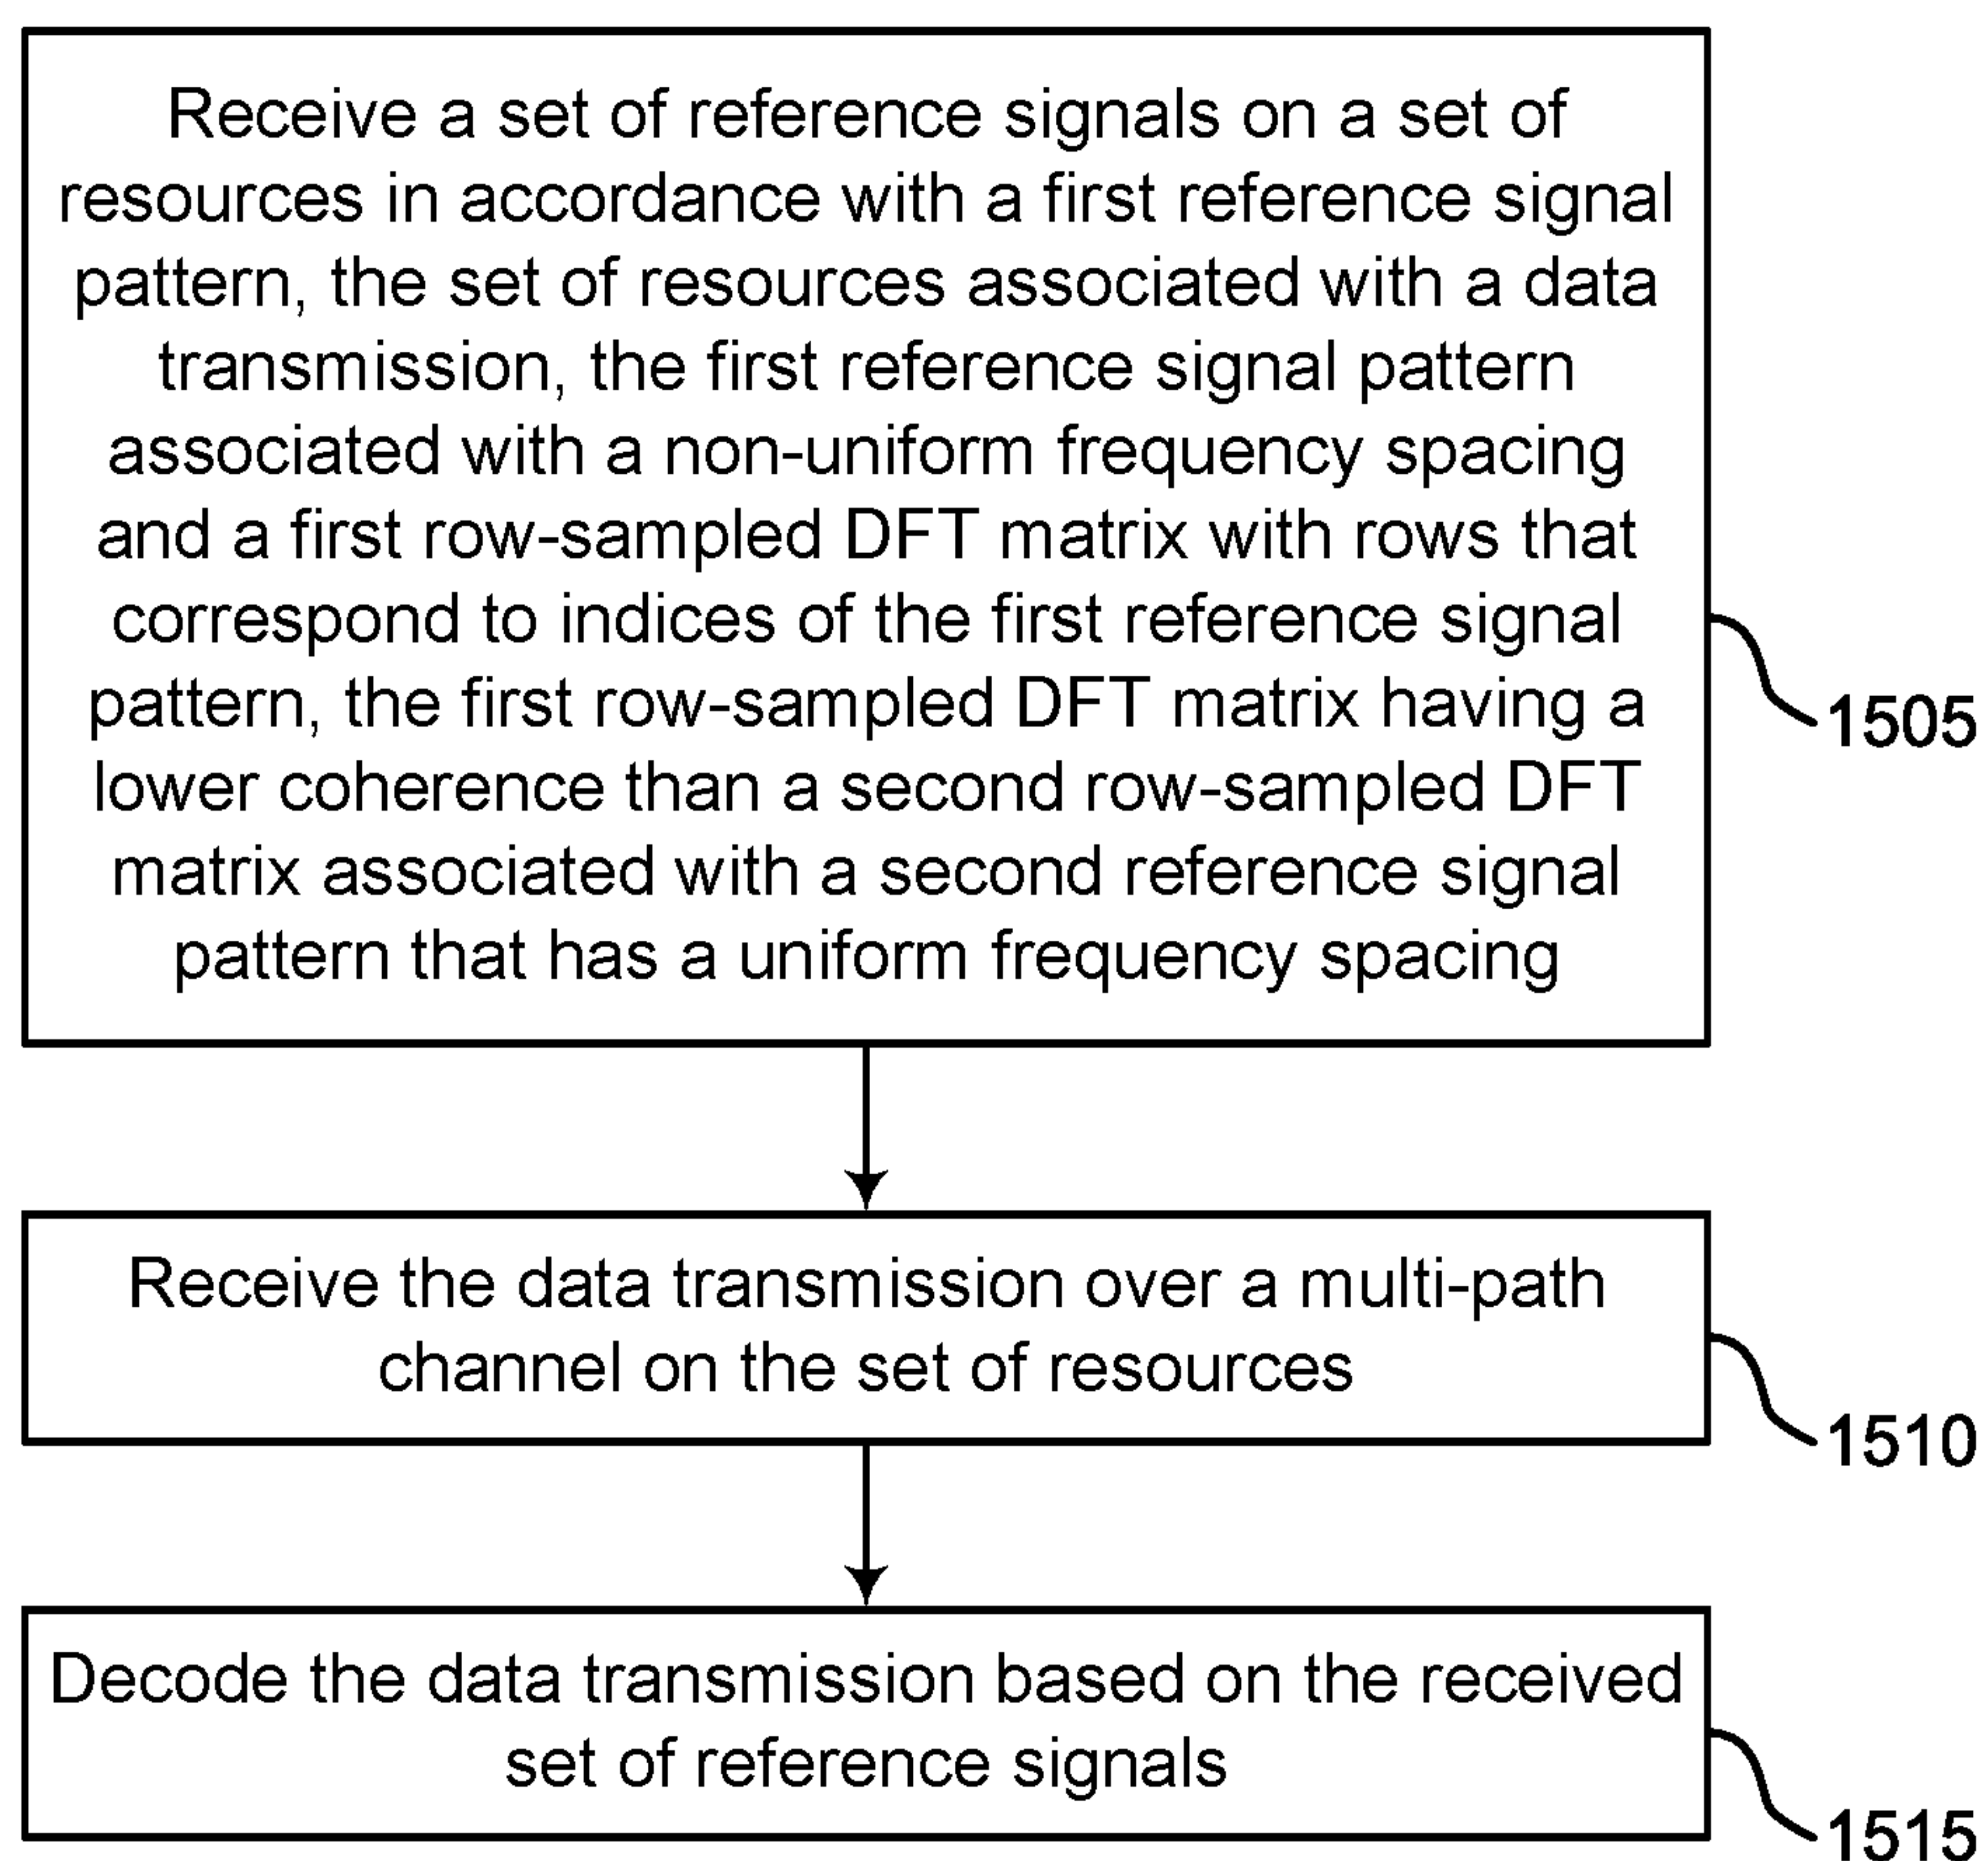 Receive a set of reference signals on a set of
resources in accordance with a first reference signal
pattern, the set of resources associated with a data
transmission, the first reference signal pattern
associated with a non-uniform frequency spacing
and a first row-sampled DFT matrix with rows that
correspond to indices of the first reference signal
pattern, the first row-sampled DFT matrix having a
lower coherence than a second row-sampled DFT
matrix associated with a second reference signal
pattern that has a uniform frequency spacing
1505
Receive the data transmission over a multi-path
channel on the set of resources
1510
Decode the data transmission based on the received
set of reference signals
1515